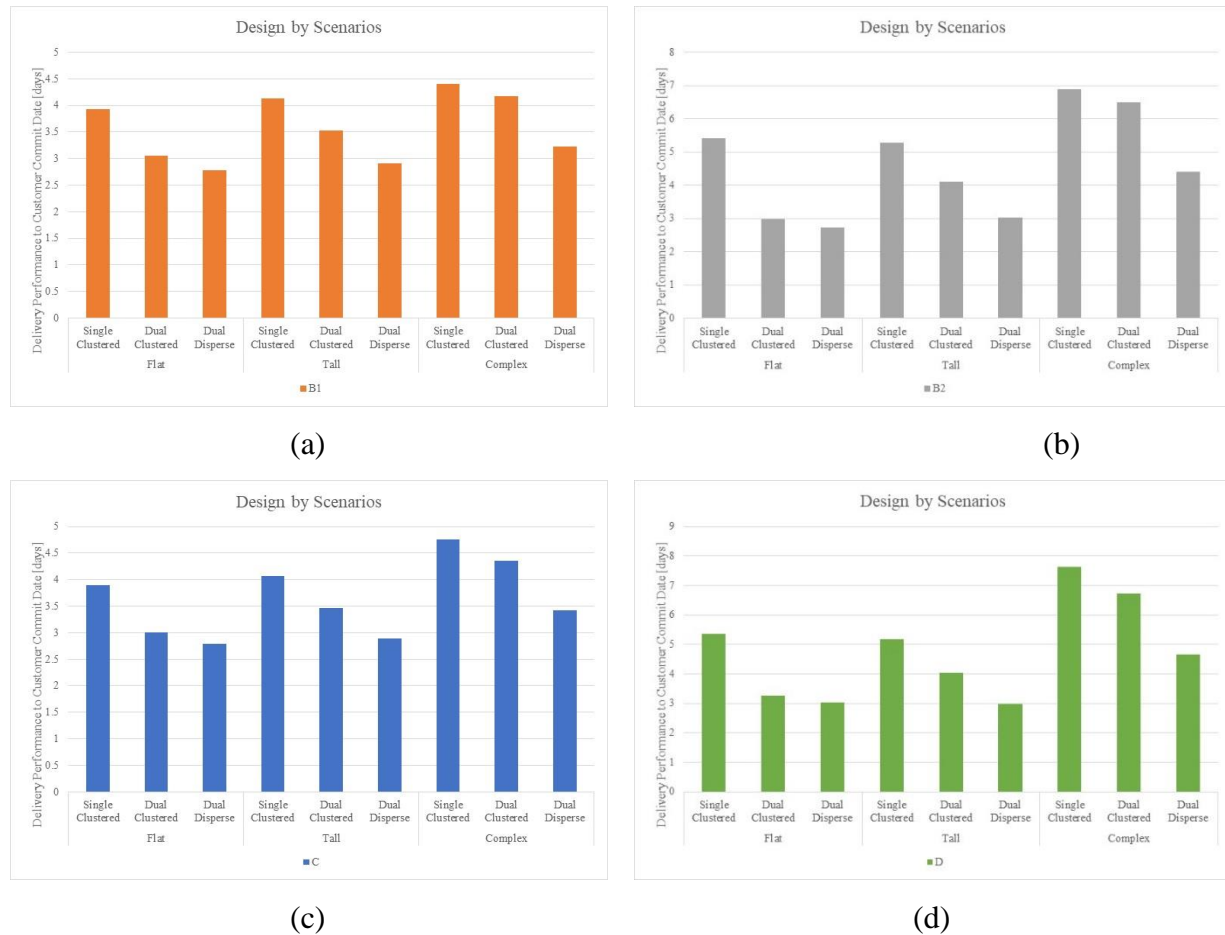 Design by Scenarios
Delivery Performance to Customer Commit Date [days]
5
4.5
4
3.5
3
2.5
2
1.5
1
0.5
0
Single Dual Dual Single Dual Dual Single Dual Dual
Clustered Clustered Disperse Clustered Clustered Disperse Clustered Clustered Disperse
Flat Tall Complex
B1
(a)
Design by Scenarios
Delivery Performance to Customer Commit Date [days]
8
7
6
5
4
3
2
1
0
Single Dual Dual Single Dual Dual Single Dual Dual
Clustered Clustered Disperse Clustered Clustered Disperse Clustered Clustered Disperse
Flat Tall Complex
B2
(b)
Design by Scenarios
Delivery Performance to Customer Commit Date [days]
5
4.5
4
3.5
3
2.5
2
1.5
1
0.5
0
Single Dual Dual Single Dual Dual Single Dual Dual
Clustered Clustered Disperse Clustered Clustered Disperse Clustered Clustered Disperse
Flat Tall Complex
C
(c)
Design by Scenarios
Delivery Performance to Customer Commit Date [days]
9
8
7
6
5
4
3
2
1
0
Single Dual Dual Single Dual Dual Single Dual Dual
Clustered Clustered Disperse Clustered Clustered Disperse Clustered Clustered Disperse
Flat Tall Complex
D
(d)